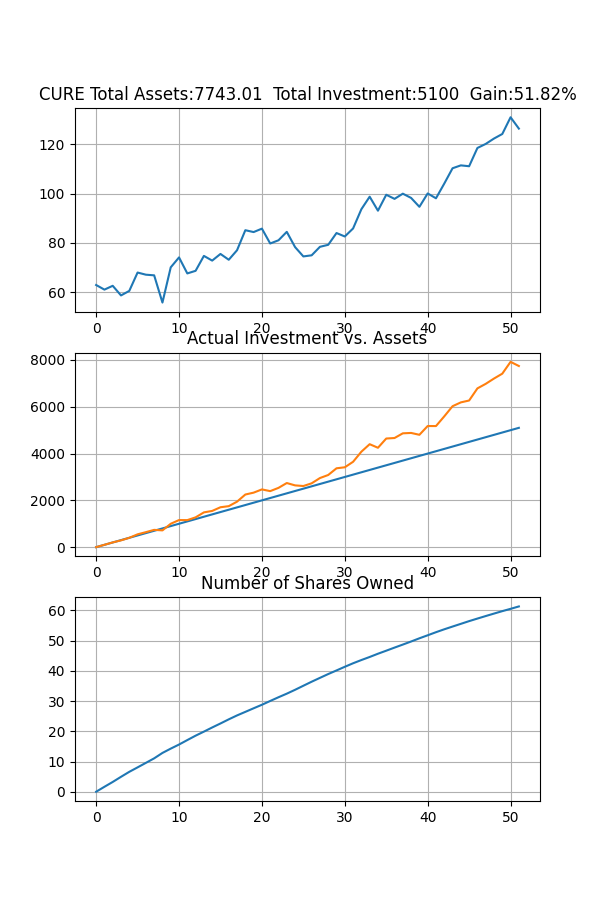 CURE Total Assets:7743.01  Total Investment:5100  Gain:51.82%
120
100
80
60
0 10 20 30 40 50
Actual Investment vs. Assets
8000
6000
4000
2000
0
0 10 20 30 40 50
Number of Shares Owned
60
50
40
30
20
10
0
0 10 20 30 40 50